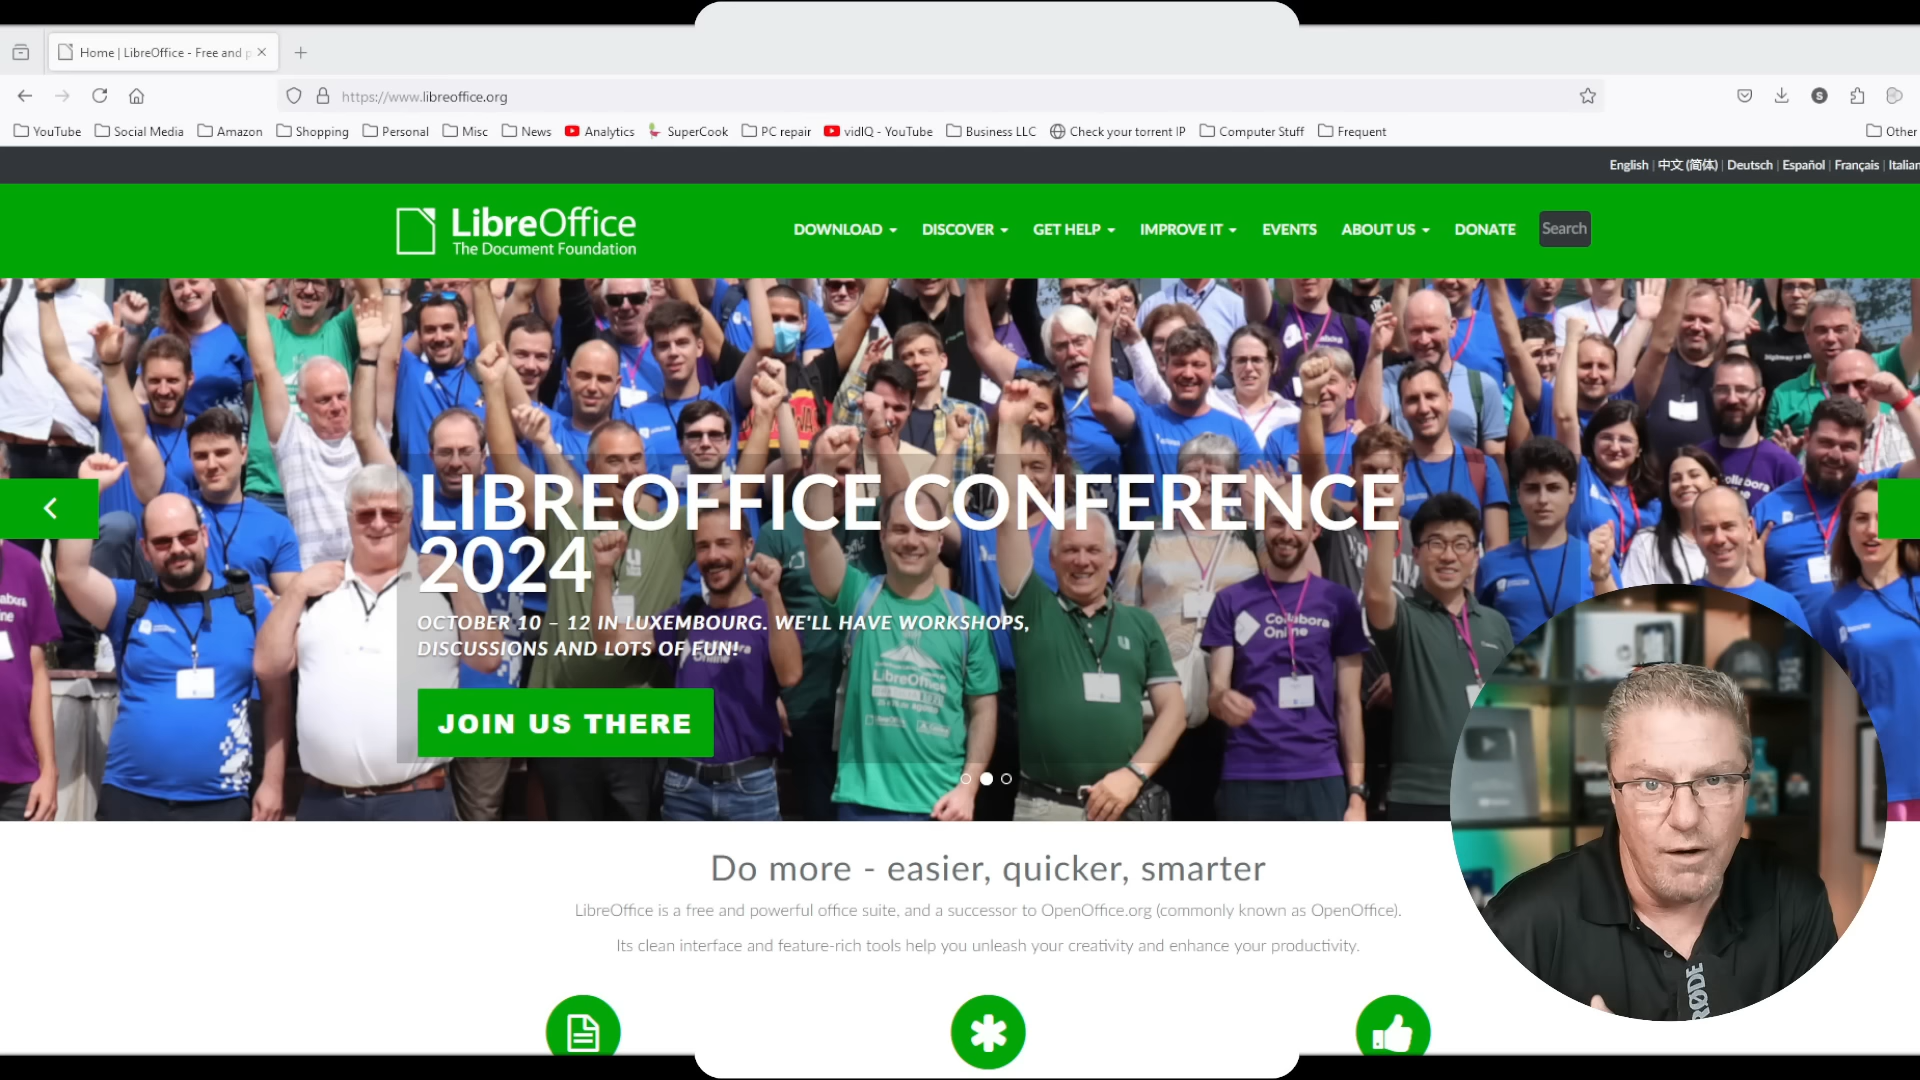 Home | LibreOffice - Free and p
https://www.libreoffice.org
YouTube Social Media Amazon Shopping Personal Misc News Analytics SuperCook PC repair vidIQ - YouTube Business LLC Check your torrent IP Computer Stuff Frequent Other
English | 中文 (简体) | Deutsch | Español | Français | Italian
LibreOffice
The Document Foundation
DOWNLOAD DISCOVER GET HELP IMPROVE IT EVENTS ABOUT US DONATE Search
LIBREOFFICE CONFERENCE
2024
OCTOBER 10 – 12 IN LUXEMBOURG. WE'LL HAVE WORKSHOPS,
DISCUSSIONS AND LOTS OF FUN!
JOIN US THERE
Collabora
Online
LibreOffice
Do more - easier, quicker, smarter
LibreOffice is a free and powerful office suite, and a successor to OpenOffice.org (commonly known as OpenOffice).
Its clean interface and feature-rich tools help you unleash your creativity and enhance your productivity.
RØDE